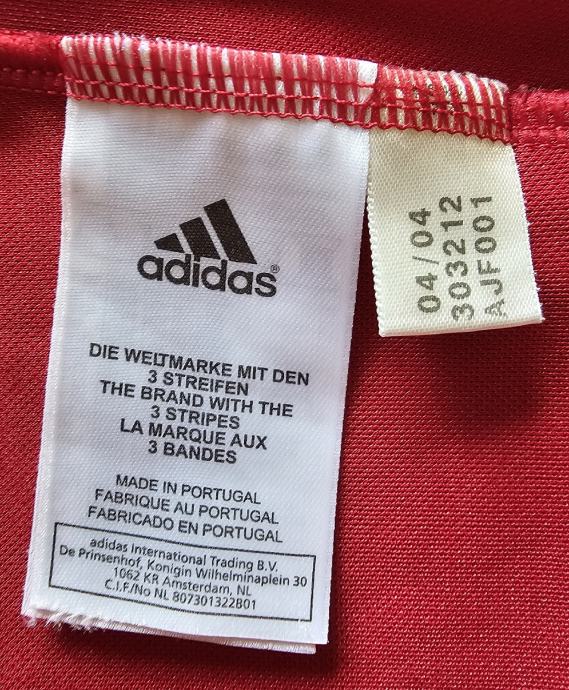 adidas®
DIE WELTMARKE MIT DEN
3 STREIFEN
THE BRAND WITH THE
3 STRIPES
LA MARQUE AUX
3 BANDES
MADE IN PORTUGAL
FABRIQUE AU PORTUGAL
FABRICADO EN PORTUGAL
adidas International Trading B.V.
De Prinsenhof, Konigin Wilhelminaplein 30
1062 KR Amsterdam, NL
C.I.F/No NL 807301322B01
04/04
303212
AJF001